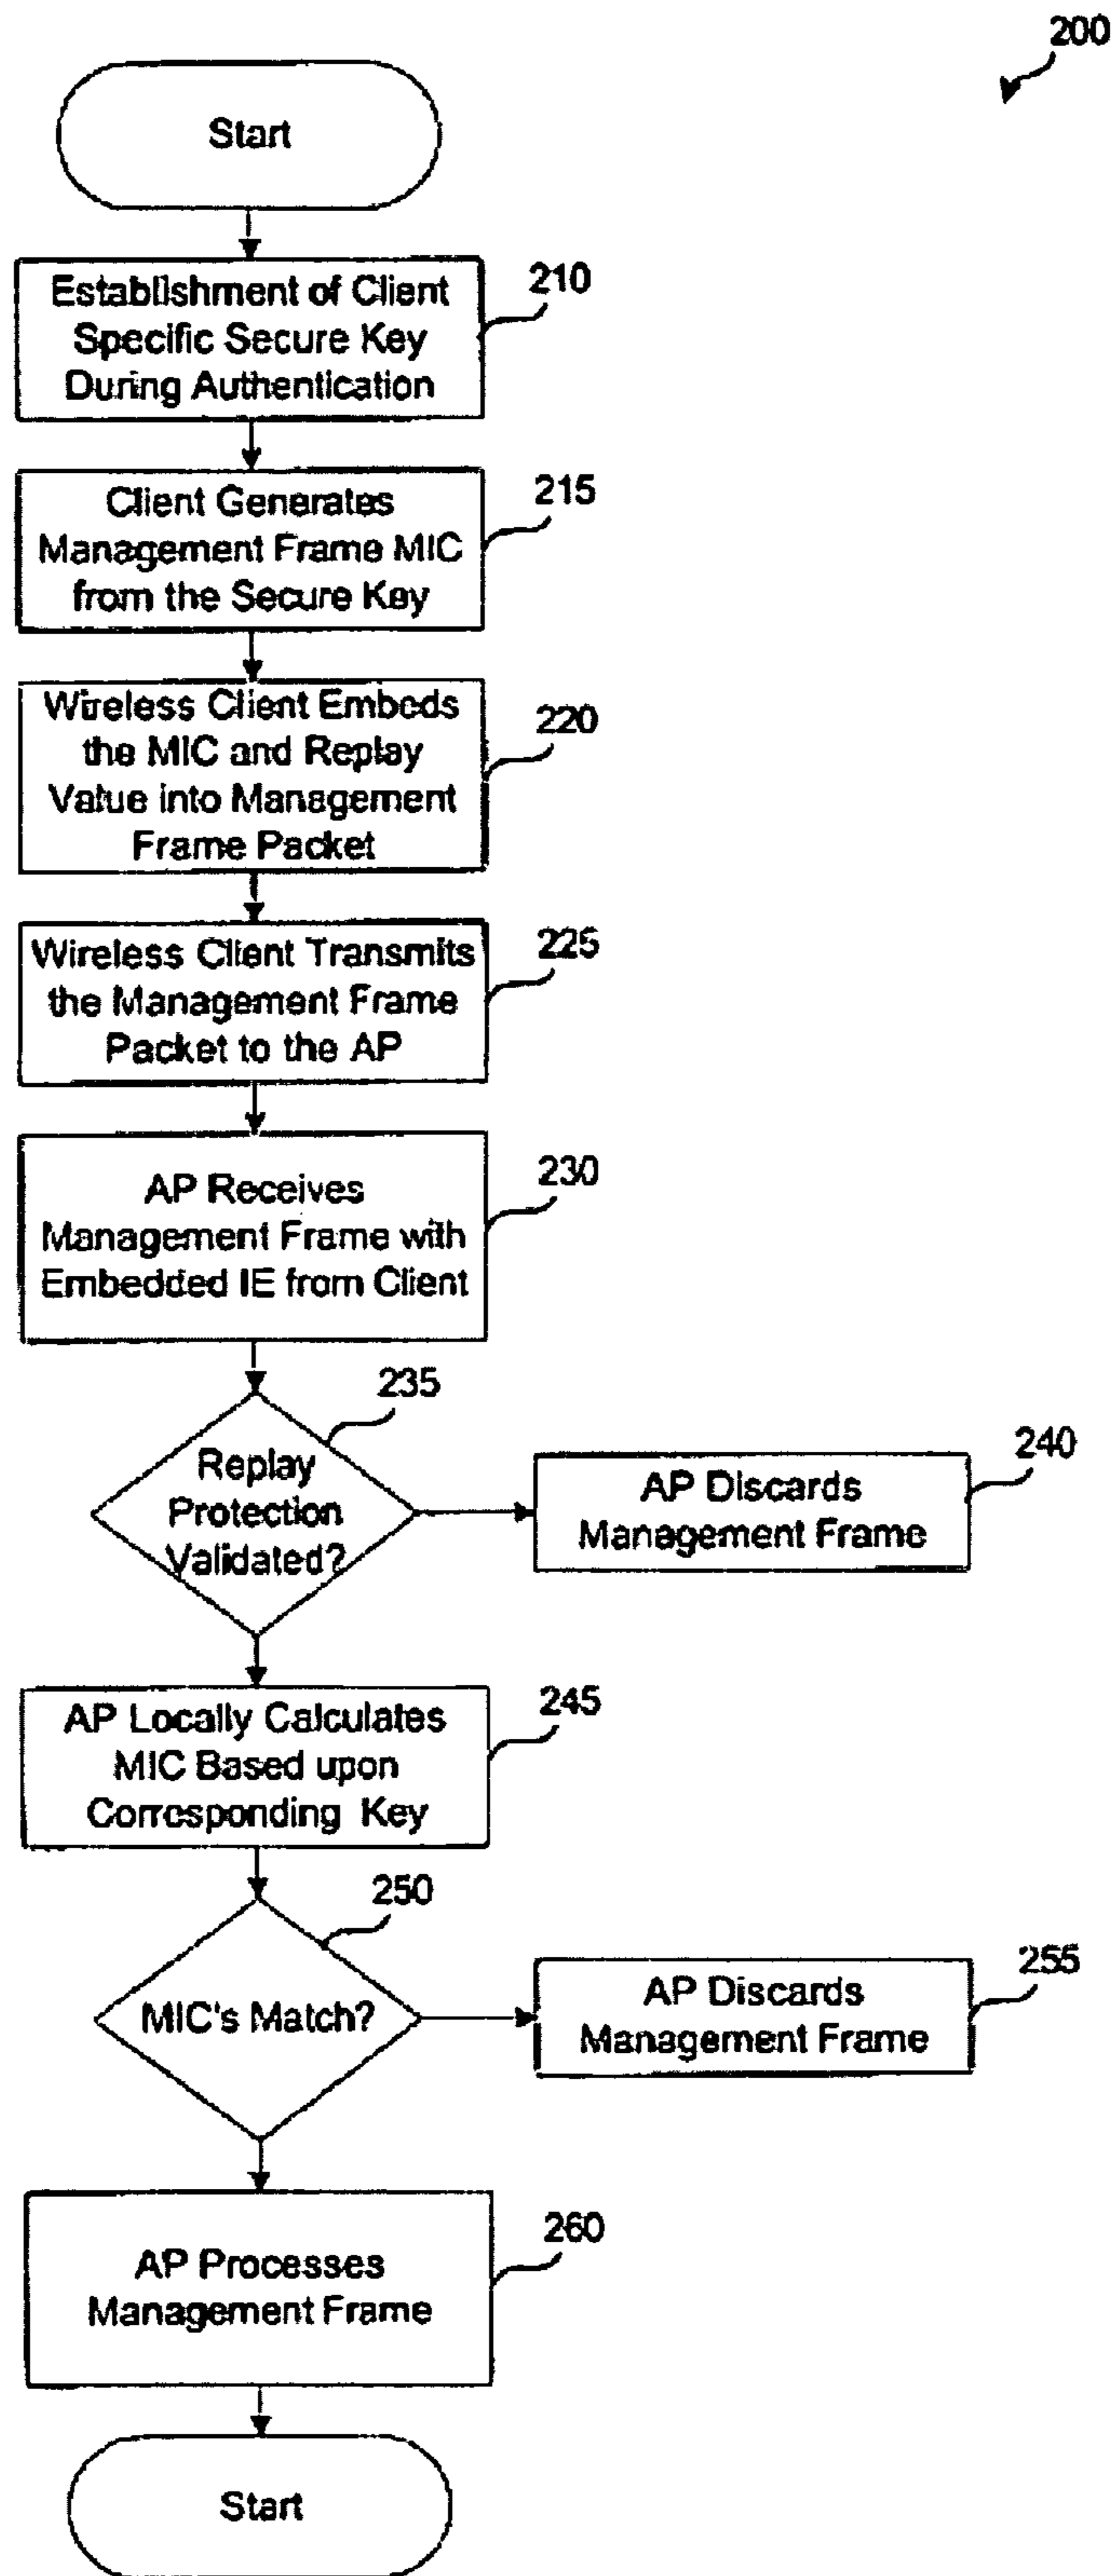 200
Start
210
Establishment of Client
Specific Secure Key
During Authentication
215
Client Generates
Management Frame MIC
from the Secure Key
220
Wireless Client Embeds
the MIC and Replay
Value into Management
Frame Packet
225
Wireless Client Transmits
the Management Frame
Packet to the AP
230
AP Receives
Management Frame with
Embedded IE from Client
235
Replay
Protection
Validated?
240
AP Discards
Management Frame
245
AP Locally Calculates
MIC Based upon
Corresponding Key
250
MIC's Match?
255
AP Discards
Management Frame
260
AP Processes
Management Frame
Start